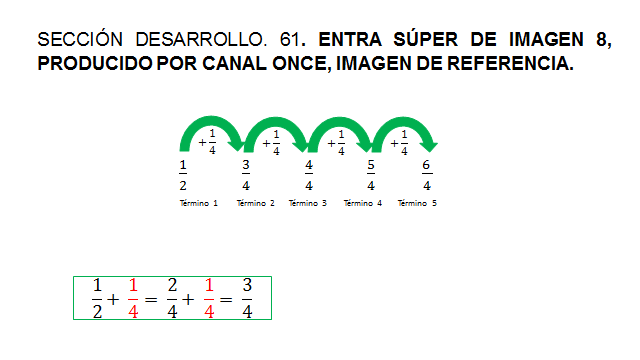 SECCIÓN DESARROLLO. 61. ENTRA SÚPER DE IMAGEN 8,
PRODUCIDO POR CANAL ONCE, IMAGEN DE REFERENCIA.
+1/4 +1/4 +1/4 +1/4
1/2 3/4 4/4 5/4 6/4
Término 1 Término 2 Término 3 Término 4 Término 5
1/2 + 1/4 = 2/4 + 1/4 = 3/4